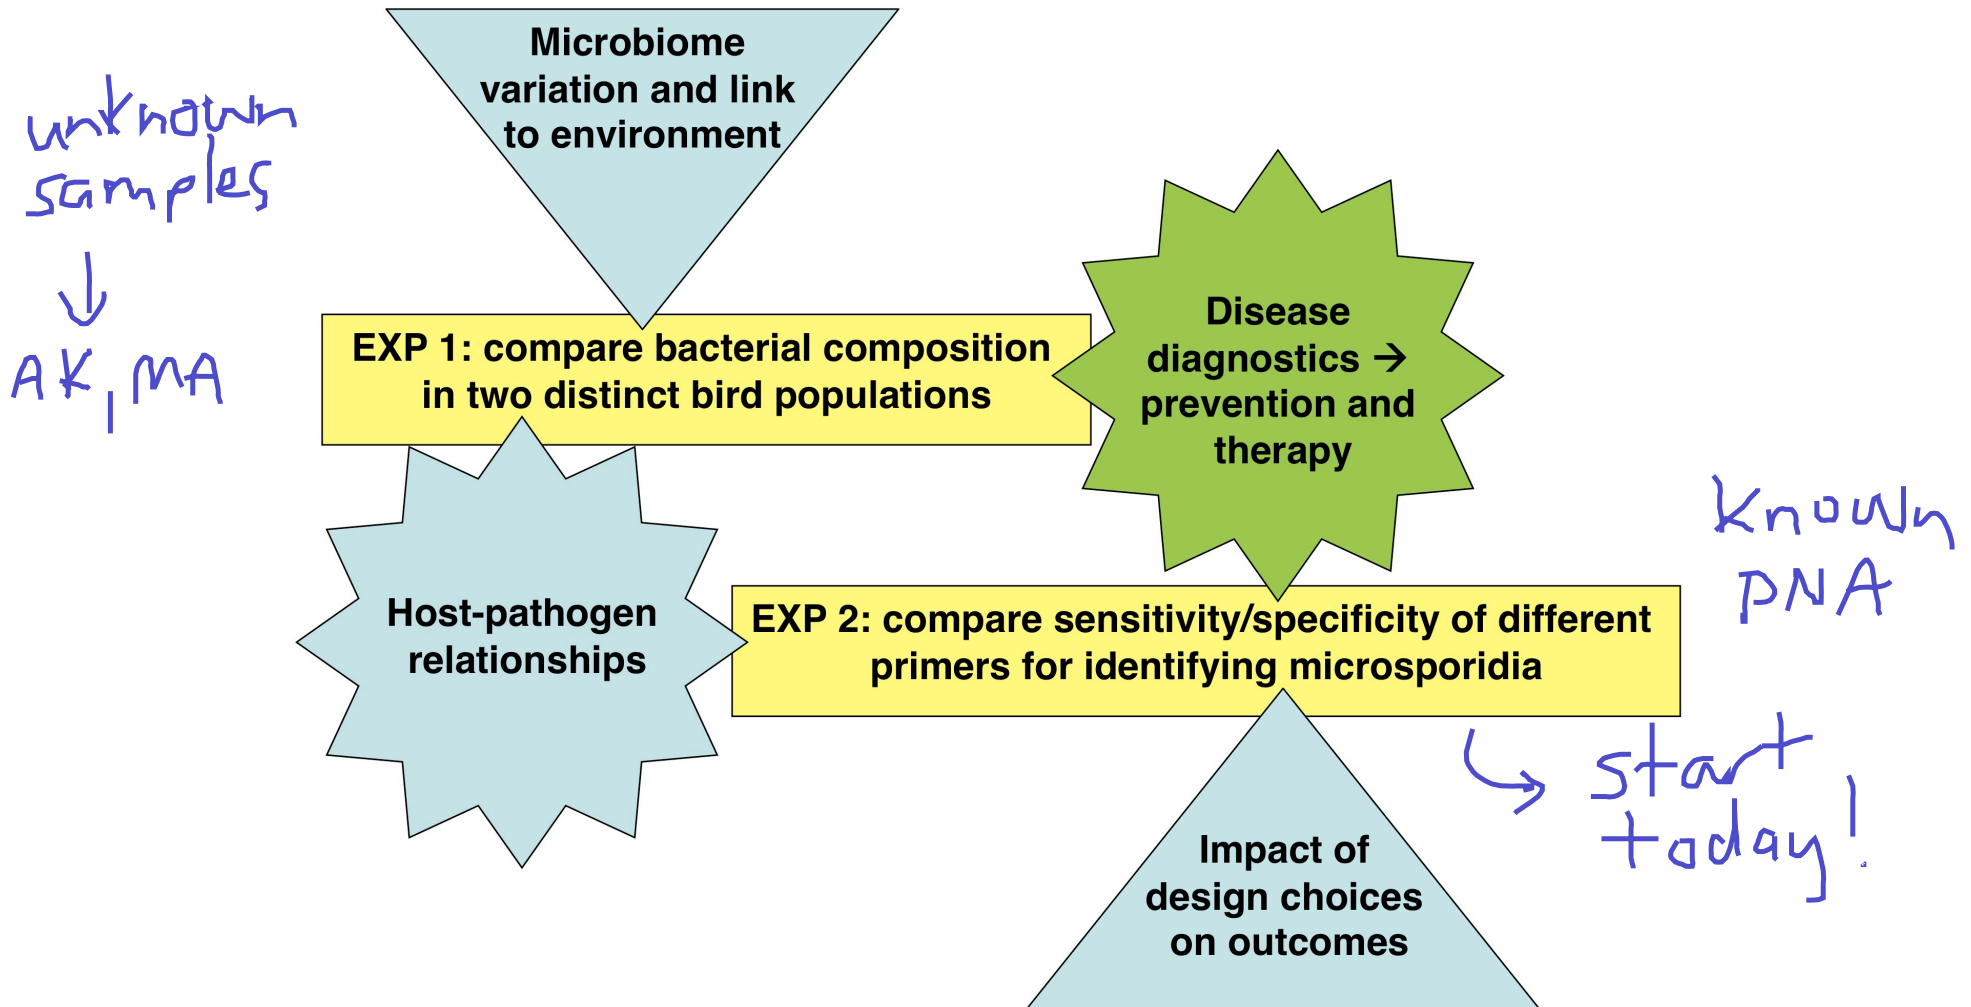 Microbiome
variation and link
to environment
unknown
samples
AK, MA
EXP 1: compare bacterial composition
in two distinct bird populations
Disease
diagnostics →
prevention and
therapy
Host-pathogen
relationships
known
DNA
EXP 2: compare sensitivity/specificity of different
primers for identifying microsporidia
start
today!
Impact of
design choices
on outcomes